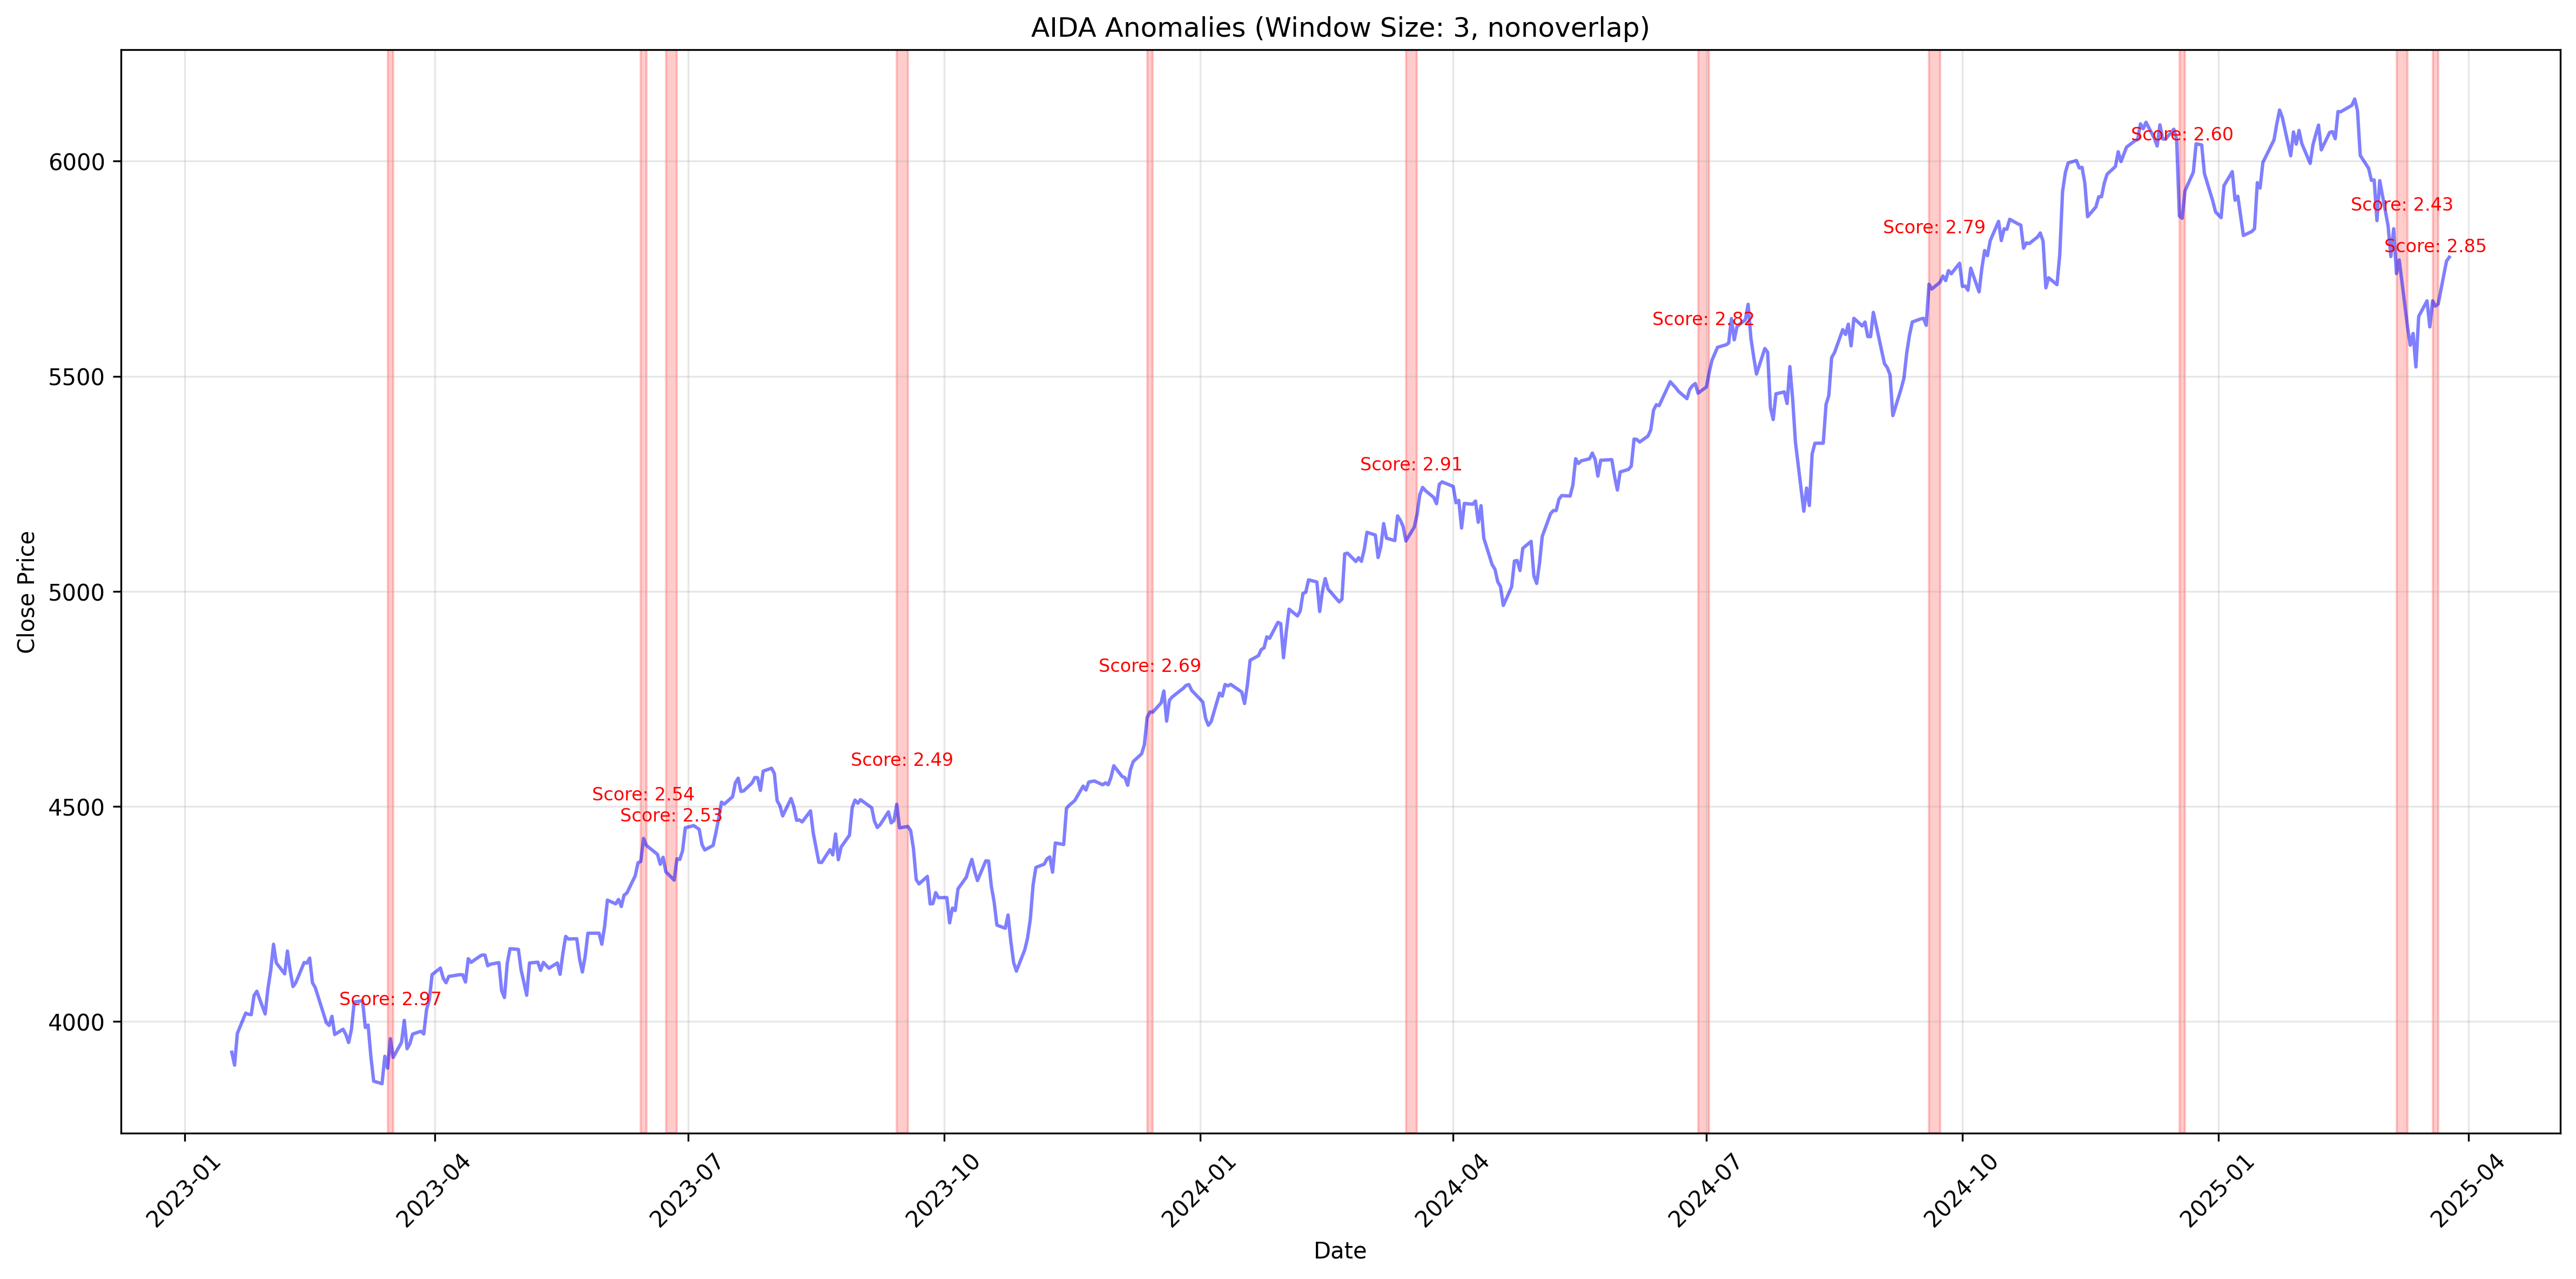 AIDA Anomalies (Window Size: 3, nonoverlap)
Close Price
6000
5500
5000
4500
4000
Score: 2.97
Score: 2.54
Score: 2.53
Score: 2.49
Score: 2.69
Score: 2.91
Score: 2.82
Score: 2.79
Score: 2.60
Score: 2.43
Score: 2.85
2023-01
2023-04
2023-07
2023-10
2024-01
2024-04
2024-07
2024-10
2025-01
2025-04
Date